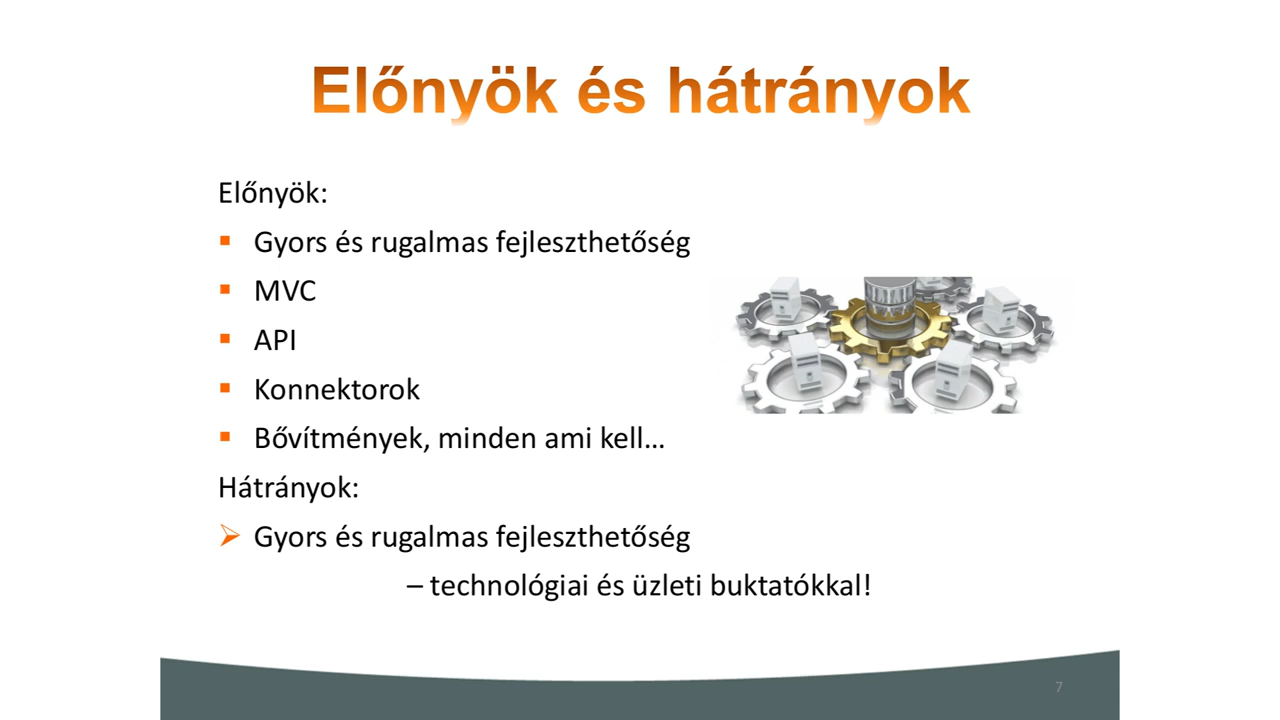 Előnyök és hátrányok
Előnyök:
▪ Gyors és rugalmas fejleszthetőség
▪ MVC
▪ API
▪ Konnektorok
▪ Bővítmények, minden ami kell…
Hátrányok:
➢ Gyors és rugalmas fejleszthetőség
– technológiai és üzleti buktatókkal!
7